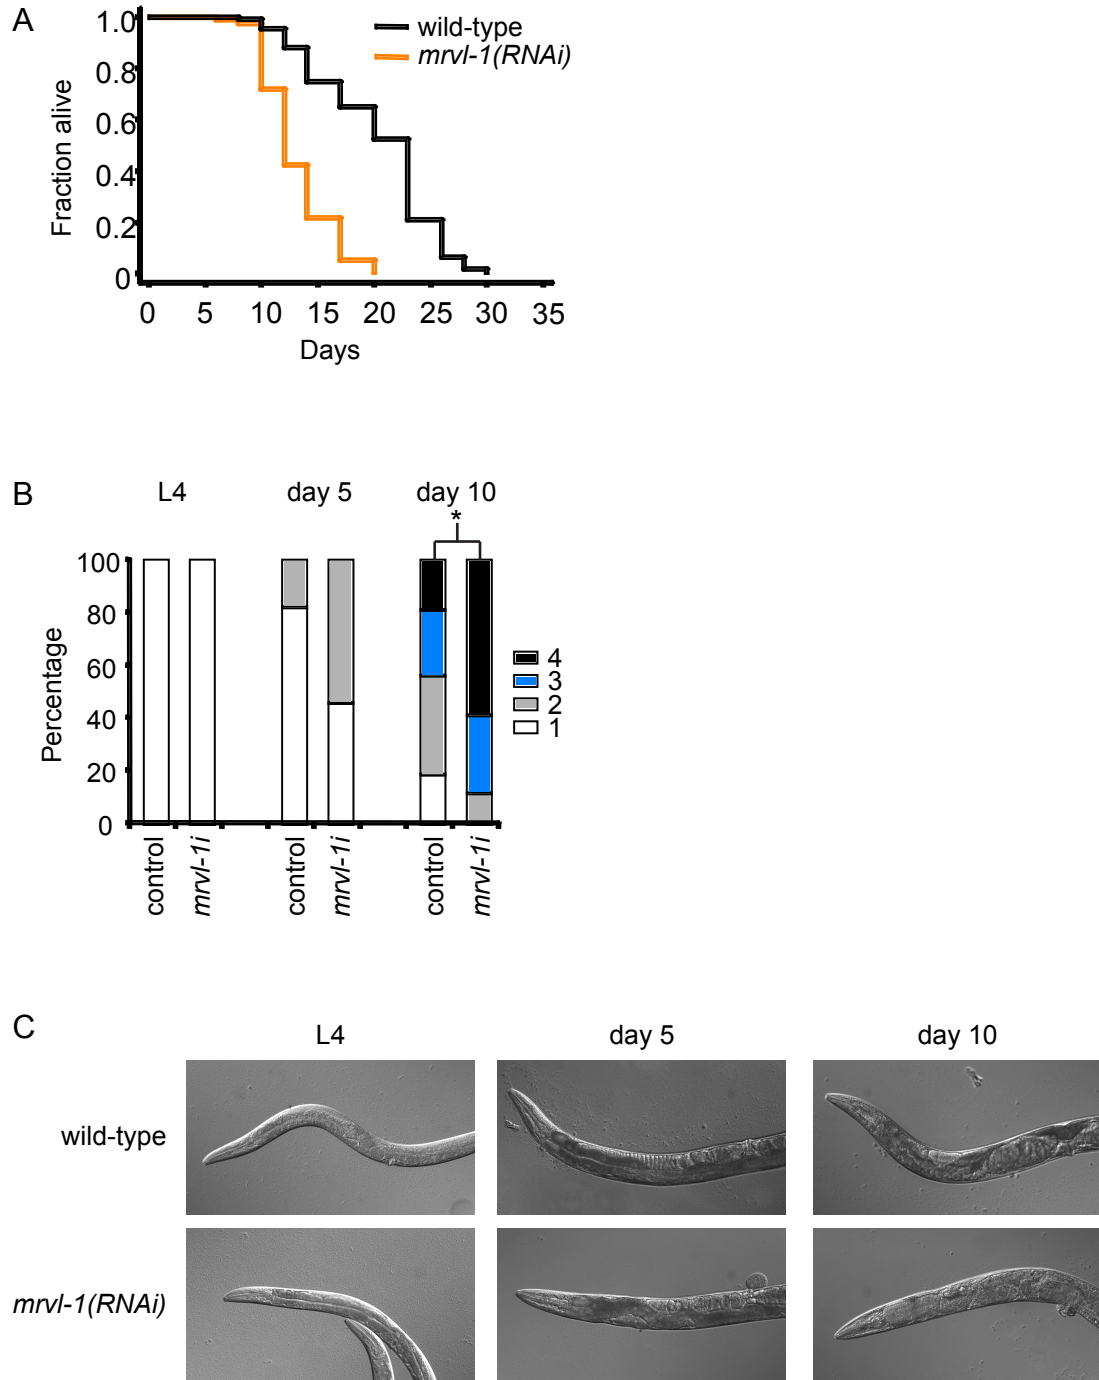 A
1.0
0.8
0.6
0.4
0.2
0
Fraction alive
wild-type
mrvl-1(RNAi)
0 5 10 15 20 25 30 35
Days
B
L4 day 5 day 10
*
100
80
60
40
20
0
Percentage
4
3
2
1
control mrvl-1i control mrvl-1i control mrvl-1i
C
L4 day 5 day 10
wild-type
mrvl-1(RNAi)